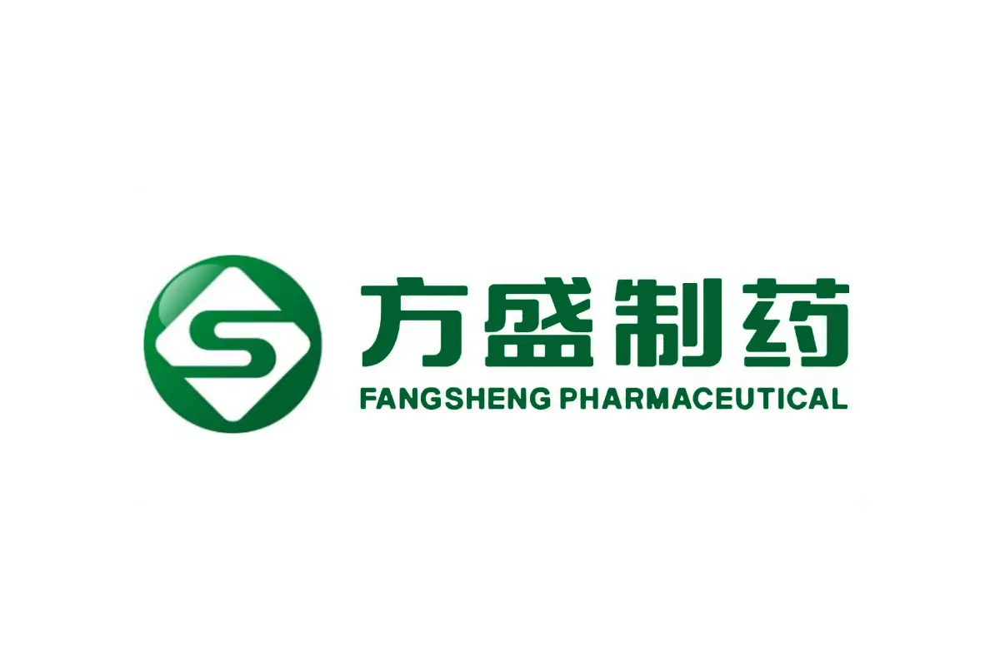 方盛制药
FANGSHENG PHARMACEUTICAL